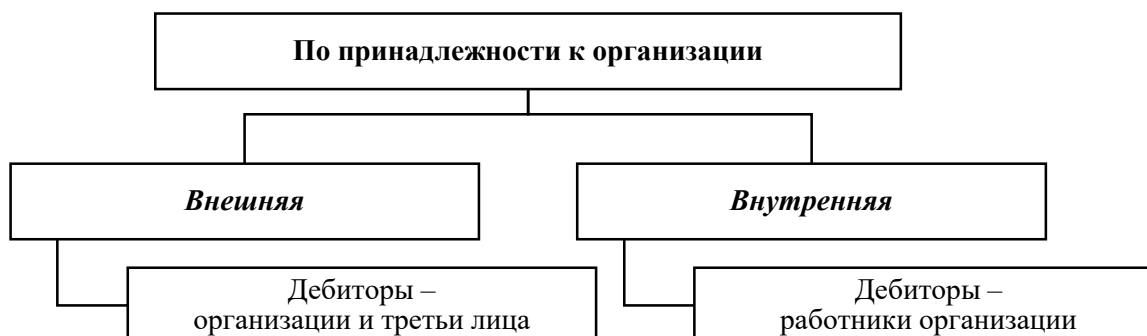 По принадлежности к организации
Внешняя
Внутренняя
Дебиторы –
организации и третьи лица
Дебиторы –
работники организации